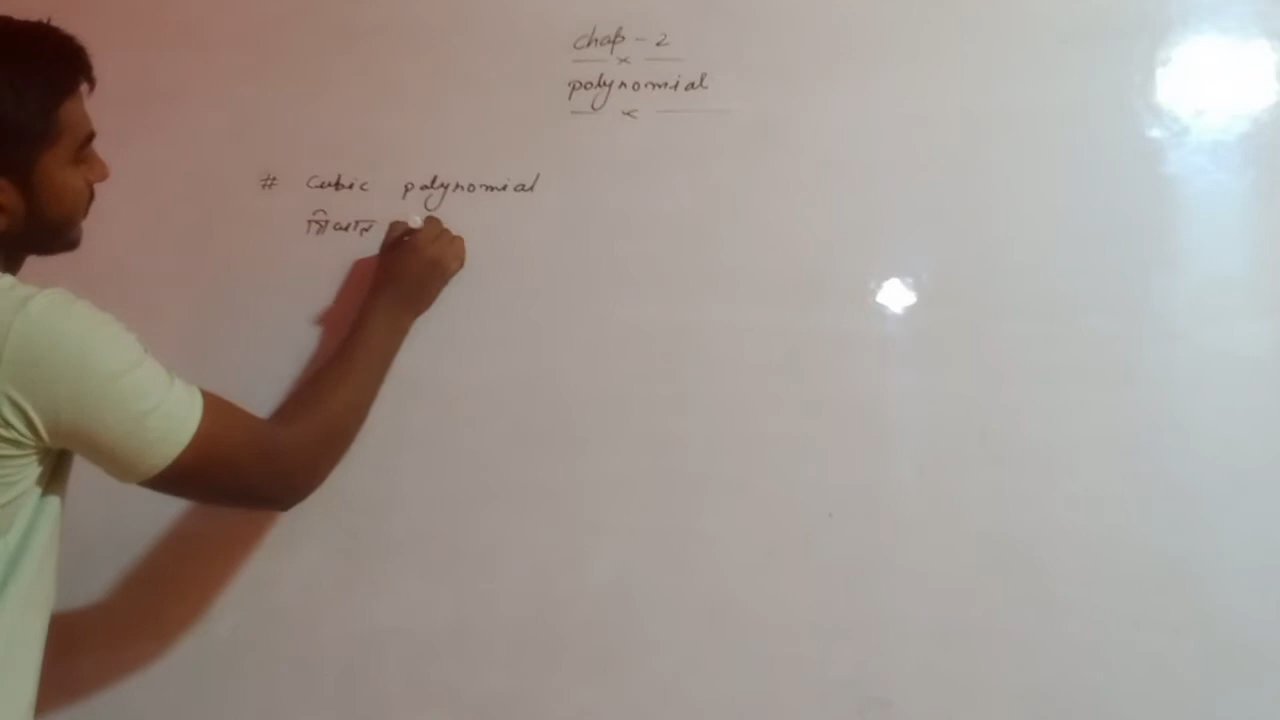 chap - 2
polynomial
# Cubic polynomial
ত্রিঘাত